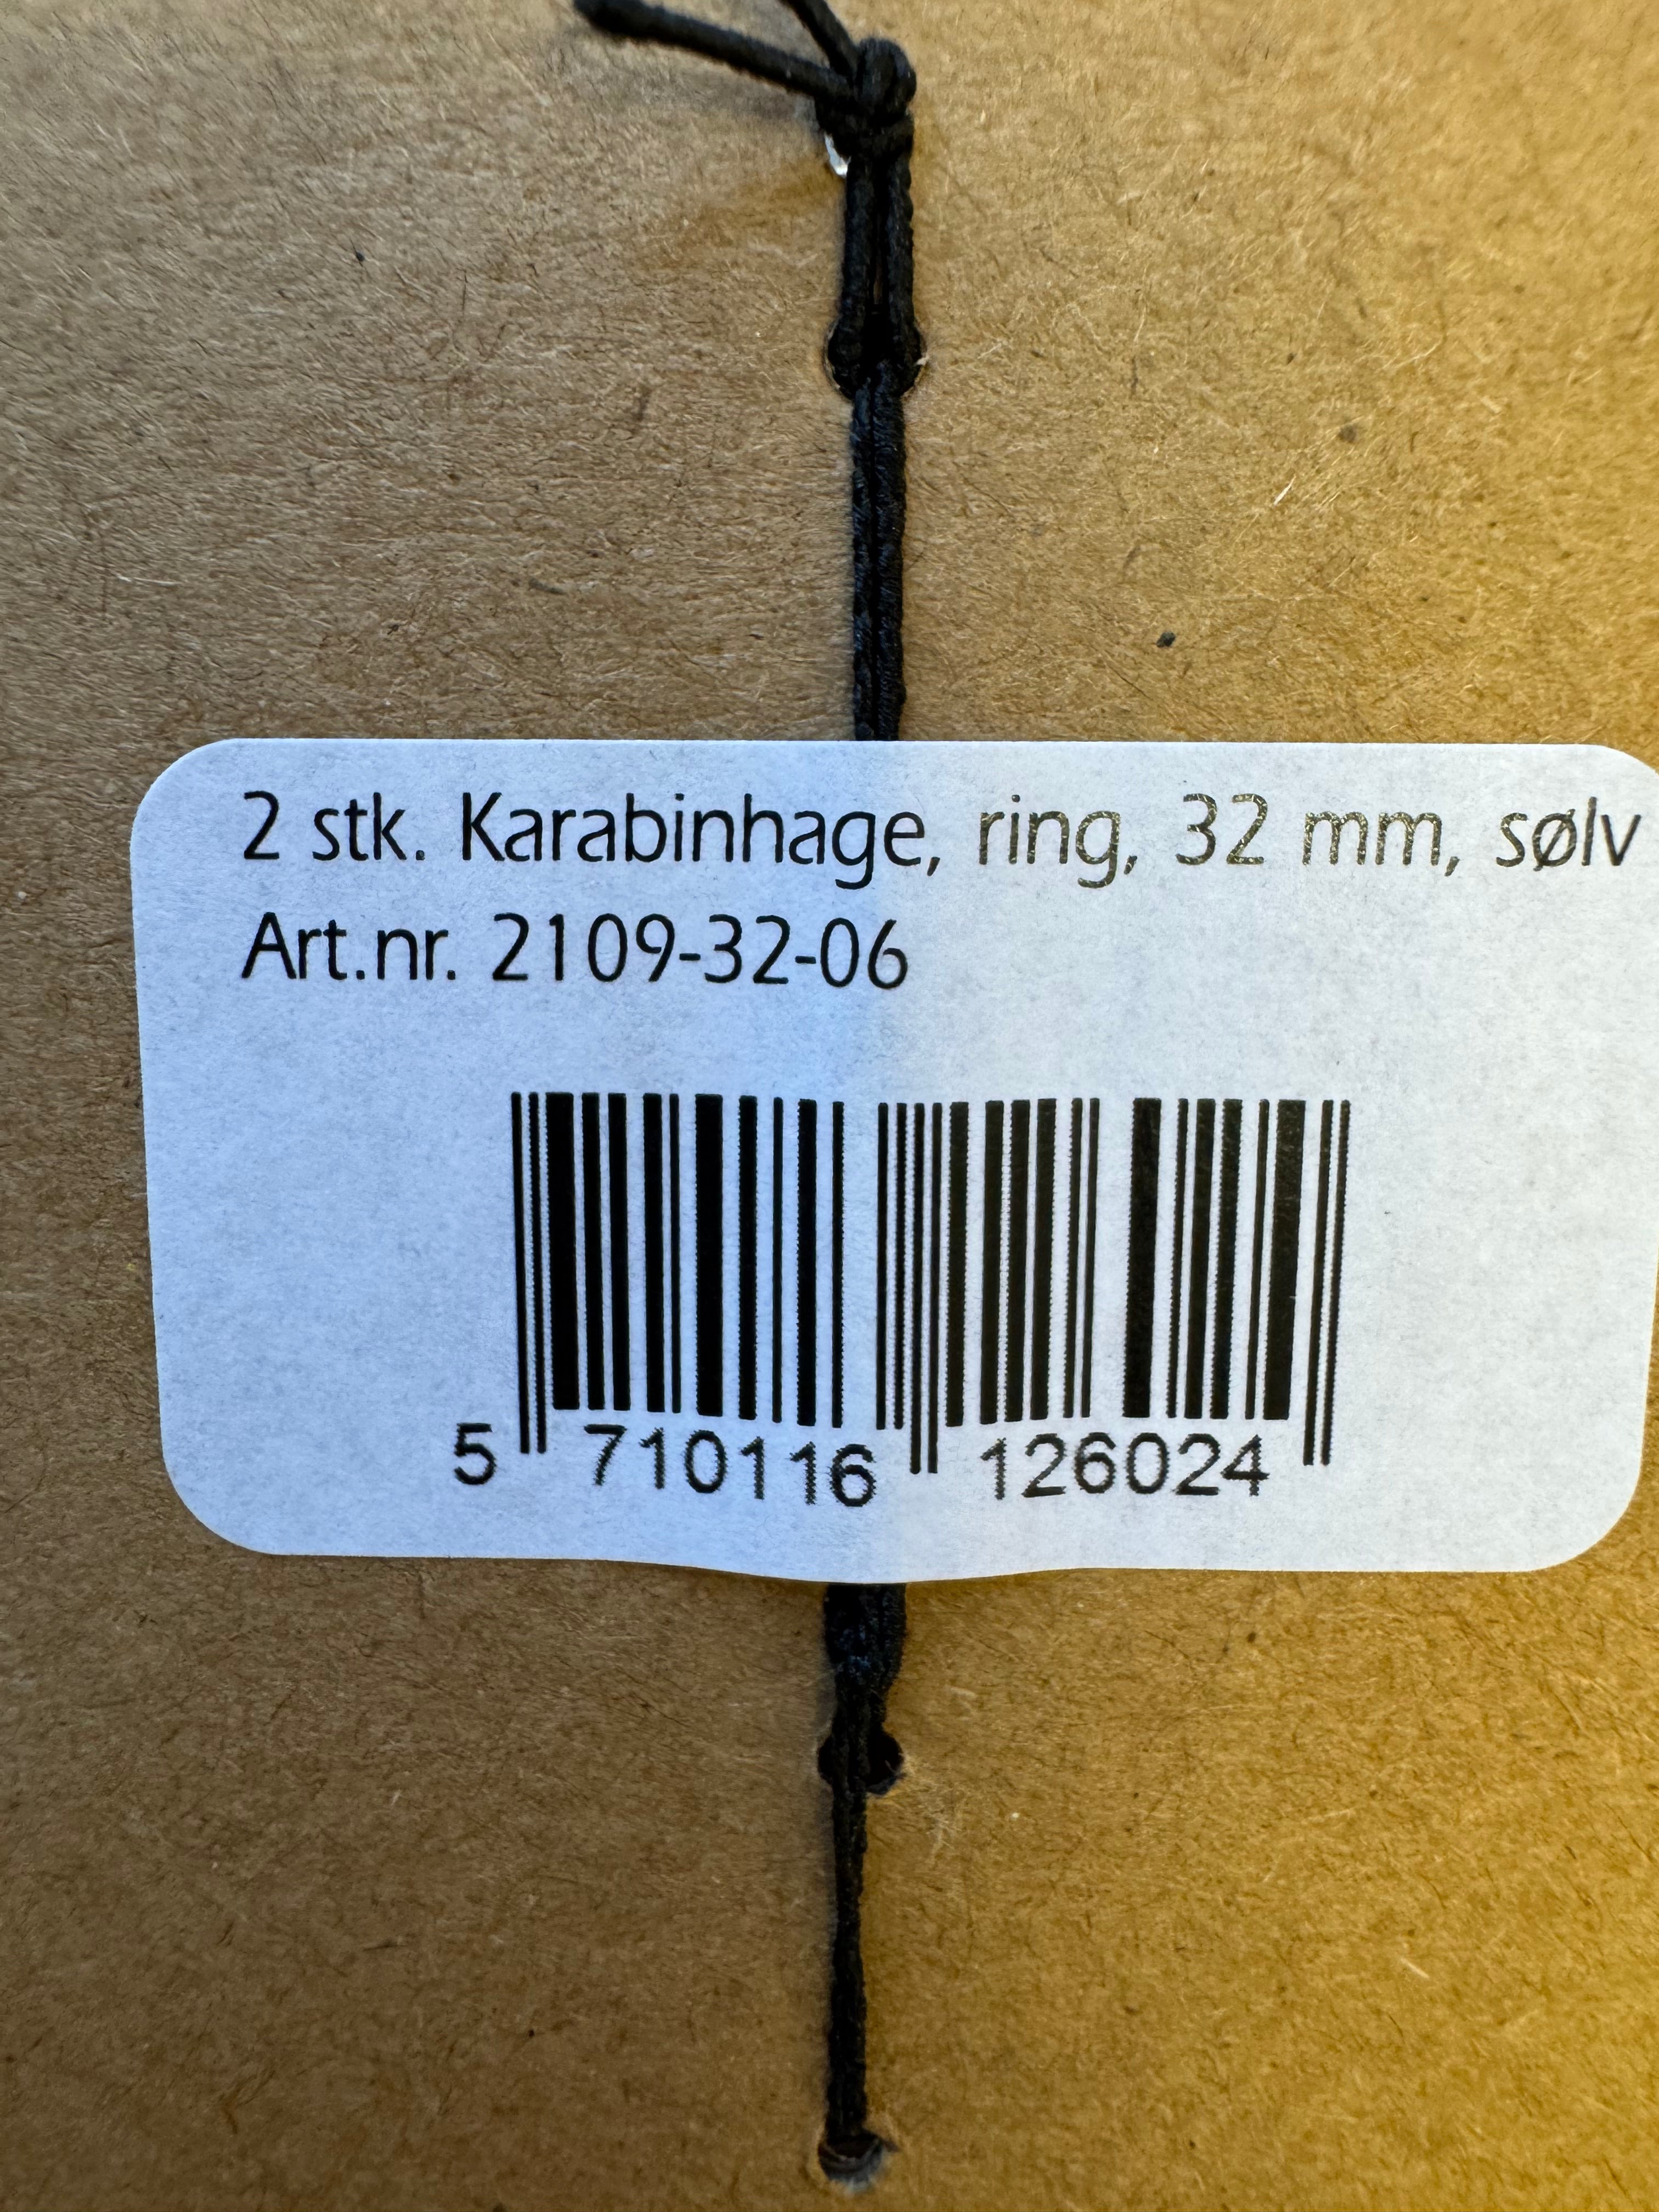 2 stk. Karabinhage, ring, 32 mm, sølv
Art.nr. 2109-32-06
5 710116 126024